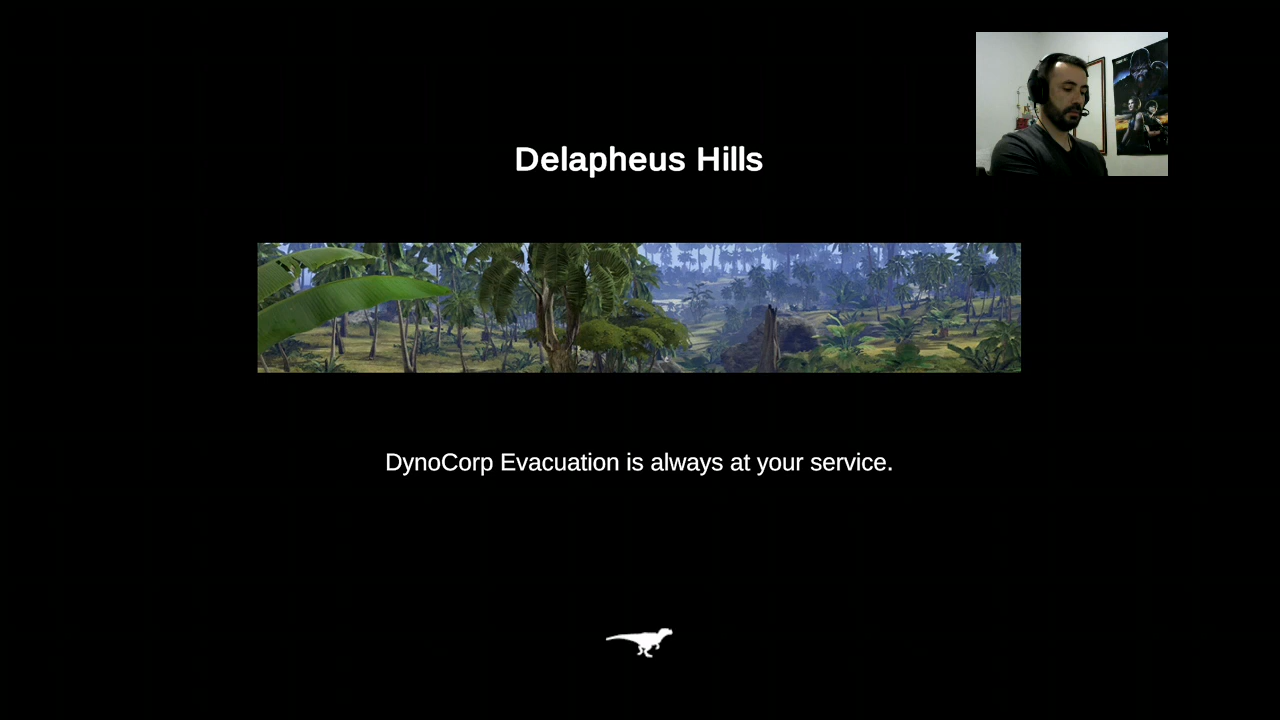 Delapheus Hills
DynoCorp Evacuation is always at your service.